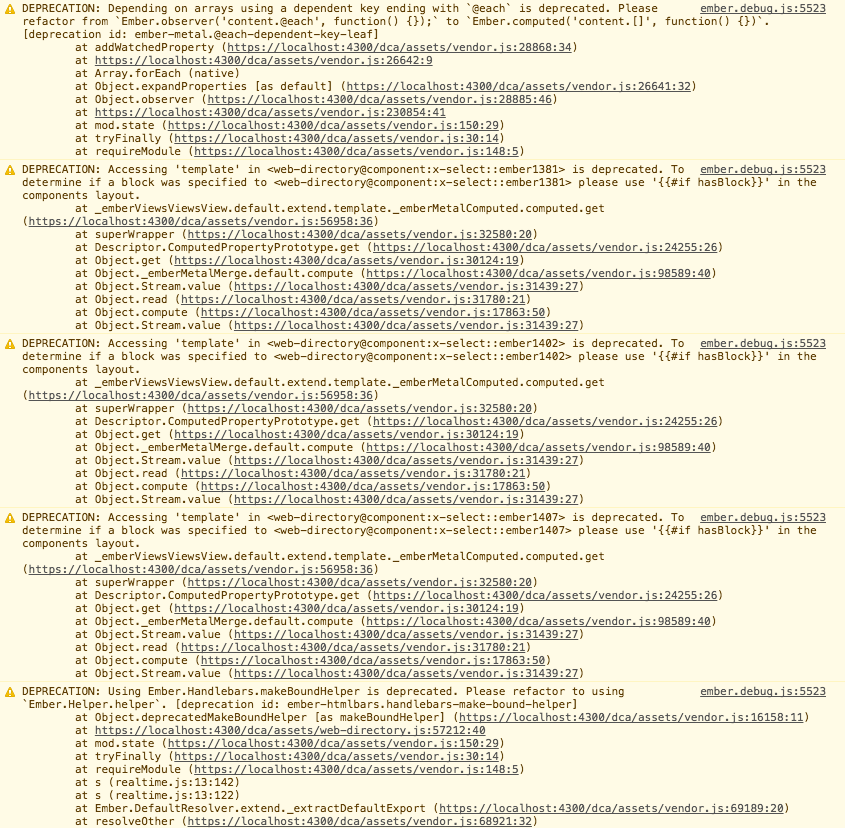 DEPRECATION: Depending on arrays using a dependent key ending with `@each` is deprecated. Please ember.debug.js:5523
refactor from `Ember.observer('content.@each', function() {});` to `Ember.computed('content.[]', function() {})`.
[deprecation id: ember-metal.@each-dependent-key-leaf]
at addWatchedProperty (https://localhost:4300/dca/assets/vendor.js:28868:34)
at https://localhost:4300/dca/assets/vendor.js:26642:9
at Array.forEach (native)
at Object.expandProperties [as default] (https://localhost:4300/dca/assets/vendor.js:26641:32)
at Object.observer (https://localhost:4300/dca/assets/vendor.js:28885:46)
at https://localhost:4300/dca/assets/vendor.js:230854:41
at mod.state (https://localhost:4300/dca/assets/vendor.js:150:29)
at tryFinally (https://localhost:4300/dca/assets/vendor.js:30:14)
at requireModule (https://localhost:4300/dca/assets/vendor.js:148:5)
DEPRECATION: Accessing 'template' in <web-directory@component:x-select::ember1381> is deprecated. To ember.debug.js:5523
determine if a block was specified to <web-directory@component:x-select::ember1381> please use '{{#if hasBlock}}' in the
components layout.
at _emberViewsViewsView.default.extend.template._emberMetalComputed.computed.get
(https://localhost:4300/dca/assets/vendor.js:56958:36)
at superWrapper (https://localhost:4300/dca/assets/vendor.js:32580:20)
at Descriptor.ComputedPropertyPrototype.get (https://localhost:4300/dca/assets/vendor.js:24255:26)
at Object.get (https://localhost:4300/dca/assets/vendor.js:30124:19)
at Object._emberMetalMerge.default.compute (https://localhost:4300/dca/assets/vendor.js:98589:40)
at Object.Stream.value (https://localhost:4300/dca/assets/vendor.js:31439:27)
at Object.read (https://localhost:4300/dca/assets/vendor.js:31780:21)
at Object.compute (https://localhost:4300/dca/assets/vendor.js:17863:50)
at Object.Stream.value (https://localhost:4300/dca/assets/vendor.js:31439:27)
DEPRECATION: Accessing 'template' in <web-directory@component:x-select::ember1402> is deprecated. To ember.debug.js:5523
determine if a block was specified to <web-directory@component:x-select::ember1402> please use '{{#if hasBlock}}' in the
components layout.
at _emberViewsViewsView.default.extend.template._emberMetalComputed.computed.get
(https://localhost:4300/dca/assets/vendor.js:56958:36)
at superWrapper (https://localhost:4300/dca/assets/vendor.js:32580:20)
at Descriptor.ComputedPropertyPrototype.get (https://localhost:4300/dca/assets/vendor.js:24255:26)
at Object.get (https://localhost:4300/dca/assets/vendor.js:30124:19)
at Object._emberMetalMerge.default.compute (https://localhost:4300/dca/assets/vendor.js:98589:40)
at Object.Stream.value (https://localhost:4300/dca/assets/vendor.js:31439:27)
at Object.read (https://localhost:4300/dca/assets/vendor.js:31780:21)
at Object.compute (https://localhost:4300/dca/assets/vendor.js:17863:50)
at Object.Stream.value (https://localhost:4300/dca/assets/vendor.js:31439:27)
DEPRECATION: Accessing 'template' in <web-directory@component:x-select::ember1407> is deprecated. To ember.debug.js:5523
determine if a block was specified to <web-directory@component:x-select::ember1407> please use '{{#if hasBlock}}' in the
components layout.
at _emberViewsViewsView.default.extend.template._emberMetalComputed.computed.get
(https://localhost:4300/dca/assets/vendor.js:56958:36)
at superWrapper (https://localhost:4300/dca/assets/vendor.js:32580:20)
at Descriptor.ComputedPropertyPrototype.get (https://localhost:4300/dca/assets/vendor.js:24255:26)
at Object.get (https://localhost:4300/dca/assets/vendor.js:30124:19)
at Object._emberMetalMerge.default.compute (https://localhost:4300/dca/assets/vendor.js:98589:40)
at Object.Stream.value (https://localhost:4300/dca/assets/vendor.js:31439:27)
at Object.read (https://localhost:4300/dca/assets/vendor.js:31780:21)
at Object.compute (https://localhost:4300/dca/assets/vendor.js:17863:50)
at Object.Stream.value (https://localhost:4300/dca/assets/vendor.js:31439:27)
DEPRECATION: Using Ember.Handlebars.makeBoundHelper is deprecated. Please refactor to using ember.debug.js:5523
`Ember.Helper.helper`. [deprecation id: ember-htmlbars.handlebars-make-bound-helper]
at Object.deprecatedMakeBoundHelper [as makeBoundHelper] (https://localhost:4300/dca/assets/vendor.js:16158:11)
at https://localhost:4300/dca/assets/web-directory.js:57212:40
at mod.state (https://localhost:4300/dca/assets/vendor.js:150:29)
at tryFinally (https://localhost:4300/dca/assets/vendor.js:30:14)
at requireModule (https://localhost:4300/dca/assets/vendor.js:148:5)
at s (realtime.js:13:142)
at s (realtime.js:13:122)
at Ember.DefaultResolver.extend._extractDefaultExport (https://localhost:4300/dca/assets/vendor.js:69189:20)
at resolveOther (https://localhost:4300/dca/assets/vendor.js:68921:32)